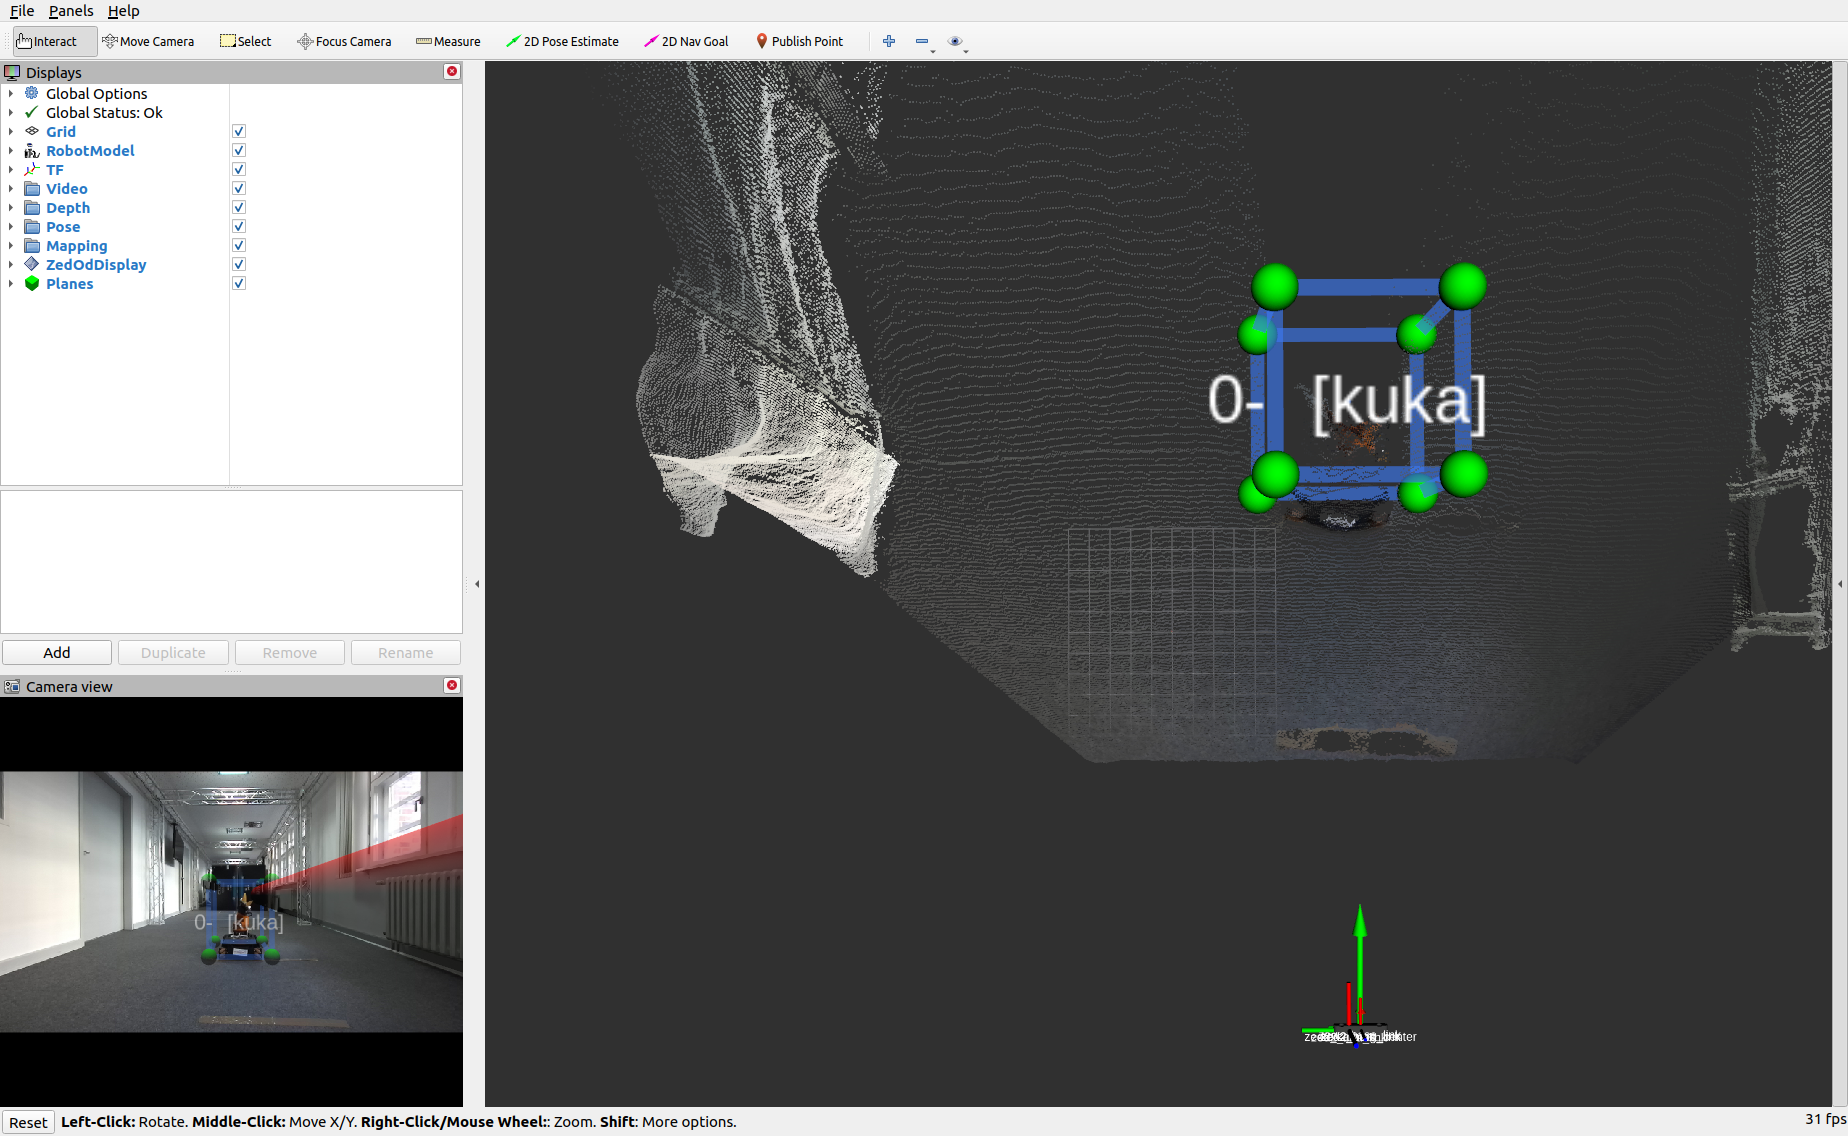 File Panels Help
Interact Move Camera Select Focus Camera Measure 2D Pose Estimate 2D Nav Goal Publish Point
Displays
Global Options
Global Status: Ok
Grid
RobotModel
TF
Video
Depth
Pose
Mapping
ZedOdDisplay
Planes
Add Duplicate Remove Rename
Camera view
0- [kuka]
0- [kuka]
Reset Left-Click: Rotate. Middle-Click: Move X/Y. Right-Click/Mouse Wheel:: Zoom. Shift: More options.
31 fps